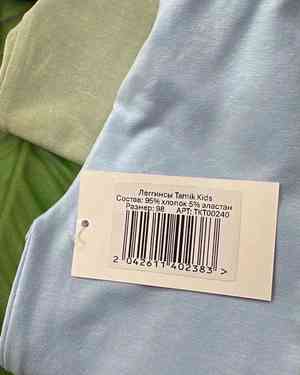 Леггинсы Tamik Kids
Состав: 95% хлопок 5% эластан
Размер: 98 АРТ: TKT00240
2 042611 402383 >